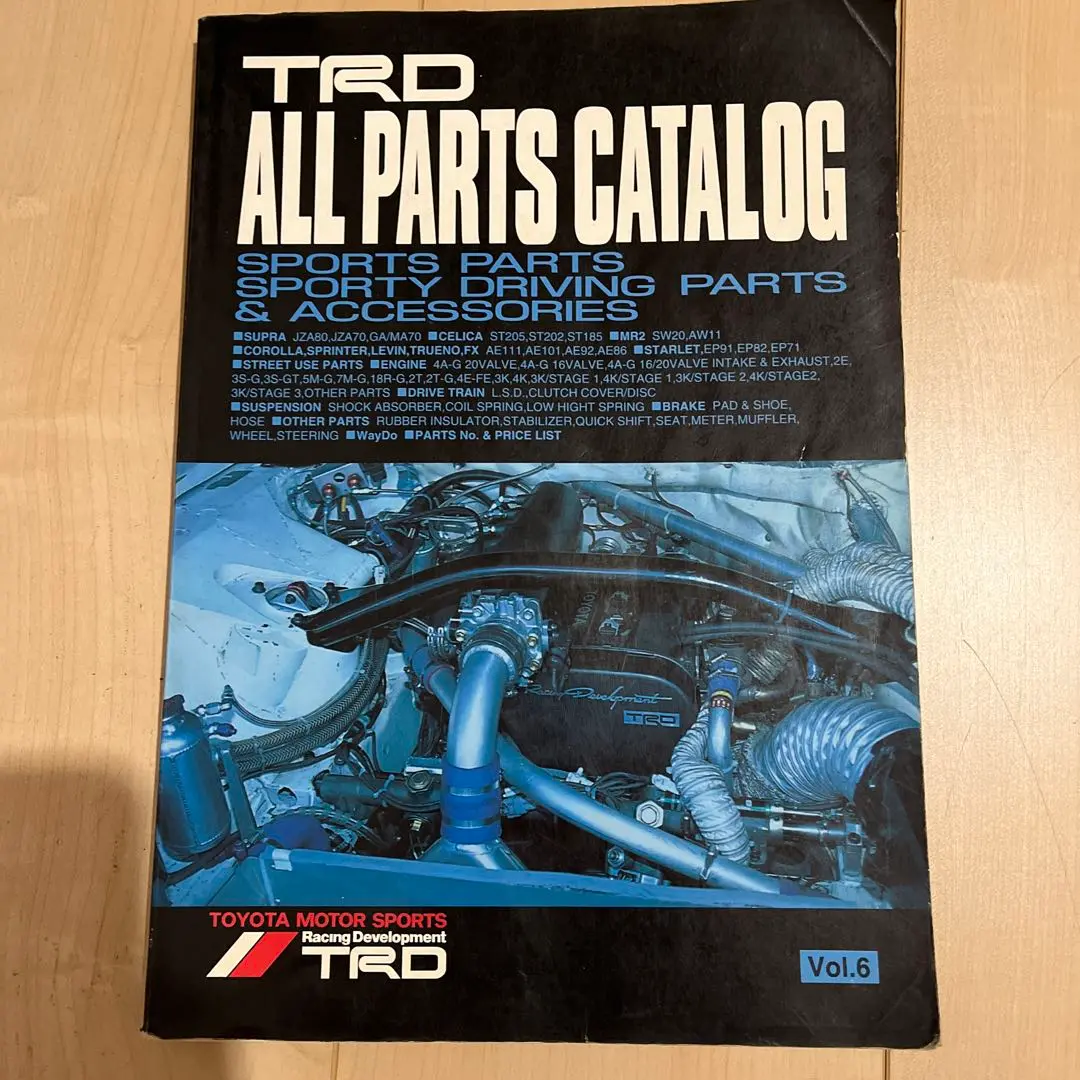 TRD
ALL PARTS CATALOG
SPORTS PARTS
SPORTY DRIVING PARTS
& ACCESSORIES
■SUPRA JZA80,JZA70,GA/MA70 ■CELICA ST205,ST202,ST185 ■MR2 SW20,AW11
■COROLLA,SPRINTER,LEVIN,TRUENO,FX AE111,AE101,AE92,AE86 ■STARLET,EP91,EP82,EP71
■STREET USE PARTS ■ENGINE 4A-G 20VALVE,4A-G 16VALVE,4A-G 16/20VALVE INTAKE & EXHAUST,2E,
3S-G,3S-GT,5M-G,7M-G,18R-G,2T,2T-G,4E-FE,3K,4K,3K/STAGE 1,4K/STAGE 1,3K/STAGE 2,4K/STAGE2,
3K/STAGE 3,OTHER PARTS ■DRIVE TRAIN L.S.D.,CLUTCH COVER/DISC
■SUSPENSION SHOCK ABSORBER,COIL SPRING,LOW HIGHT SPRING ■BRAKE PAD & SHOE,
HOSE ■OTHER PARTS RUBBER INSULATOR,STABILIZER,QUICK SHIFT,SEAT,METER,MUFFLER,
WHEEL,STEERING ■WayDo ■PARTS No. & PRICE LIST
TOYOTA
Racing Development
TRD
TOYOTA MOTOR SPORTS
Racing Development
TRD
Vol.6